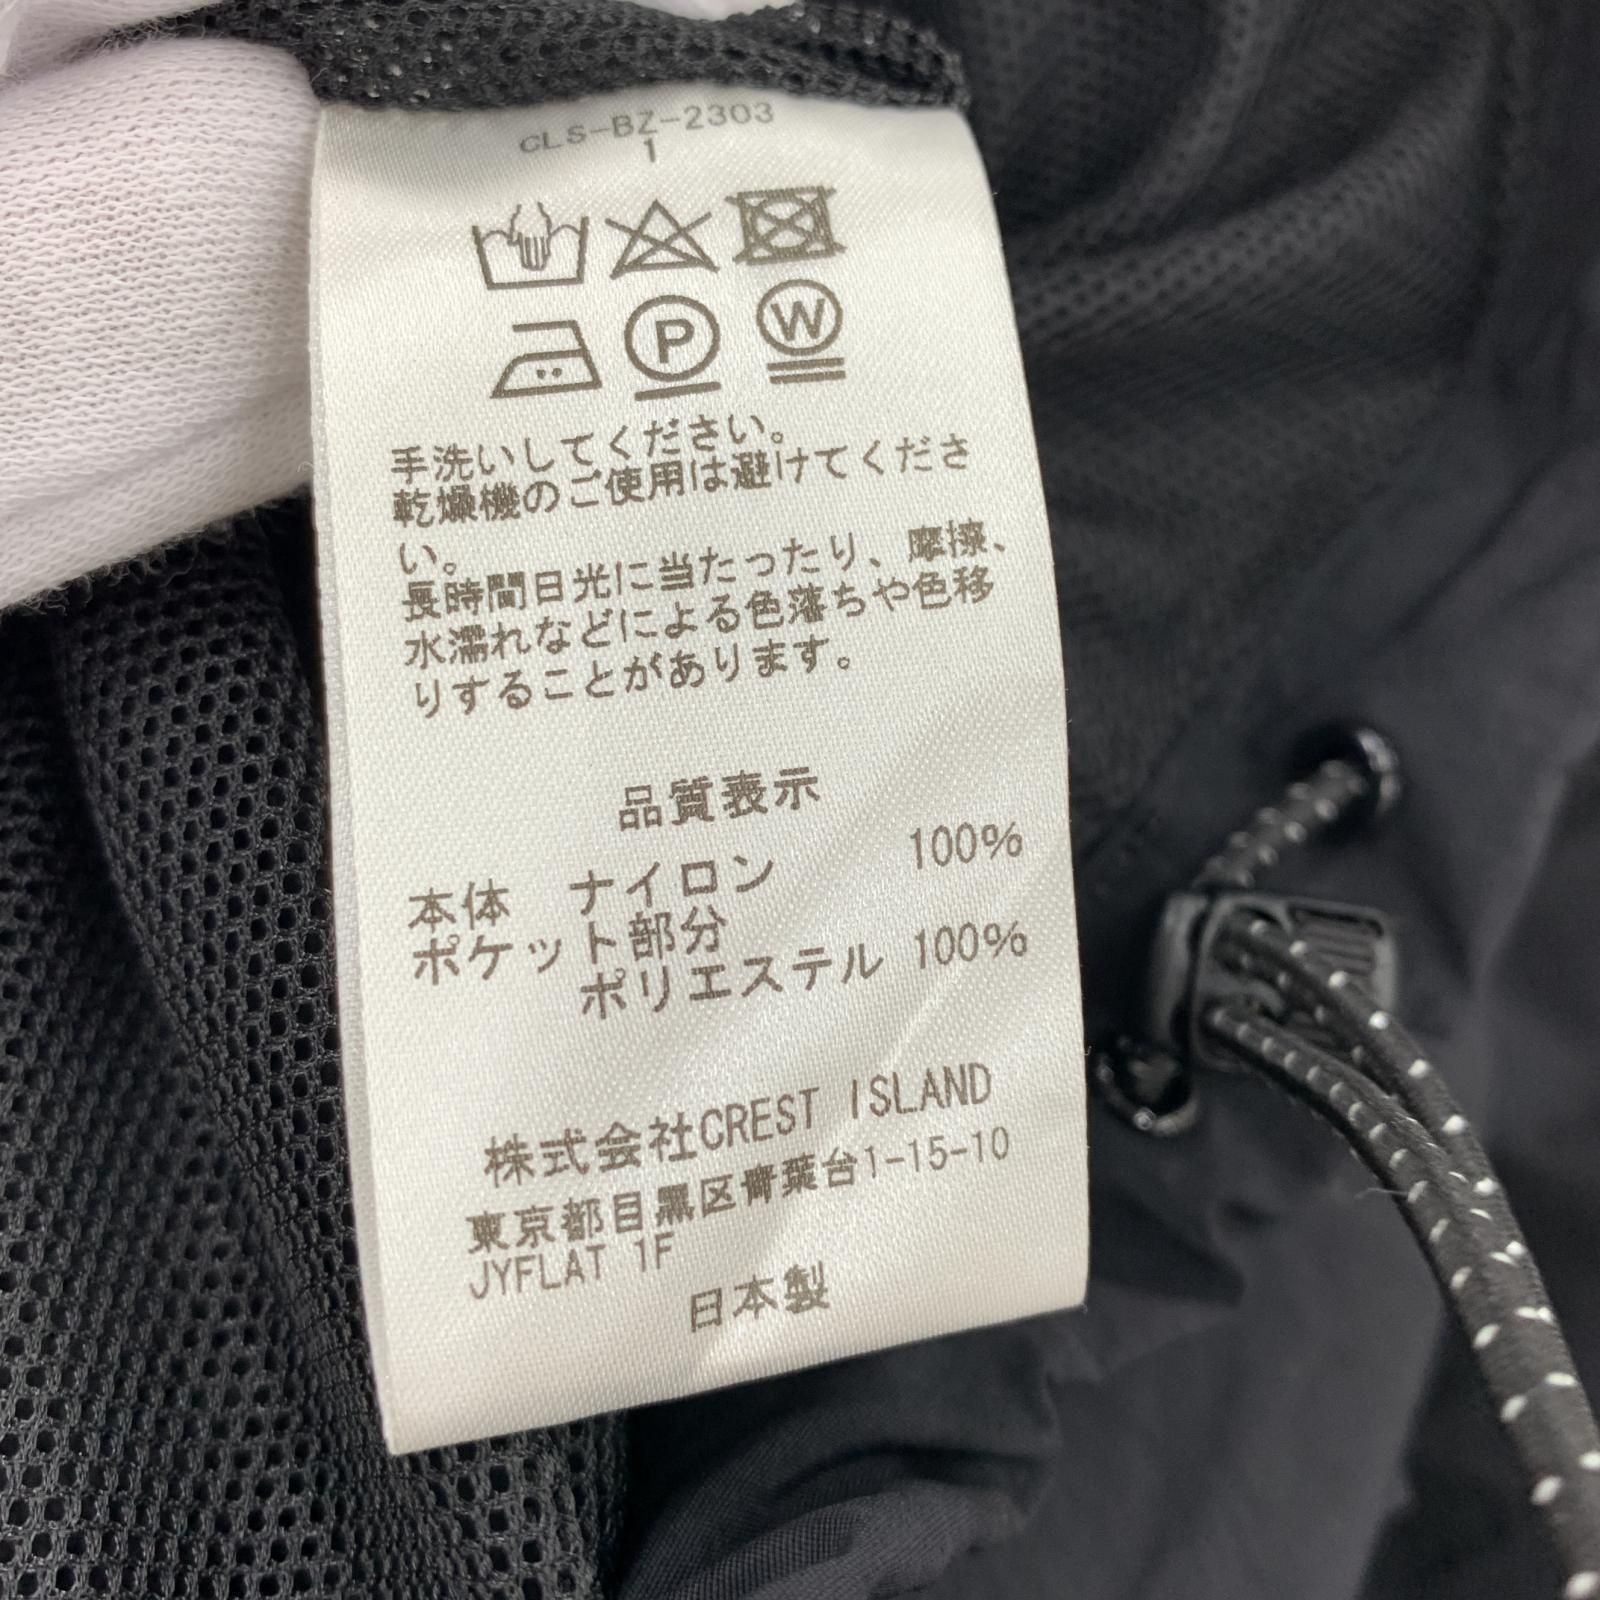 CLS-BZ-2303
1
P
W
手洗いしてください。
乾燥機のご使用は避けてくださ
い。
長時間日光に当たったり、摩擦、
水濡れなどによる色落ちや色移
りすることがあります。
品質表示
本体 ナイロン 100%
ポケット部分
ポリエステル 100%
株式会社CREST ISLAND
東京都目黒区青葉台1-15-10
JYFLAT 1F
日本製